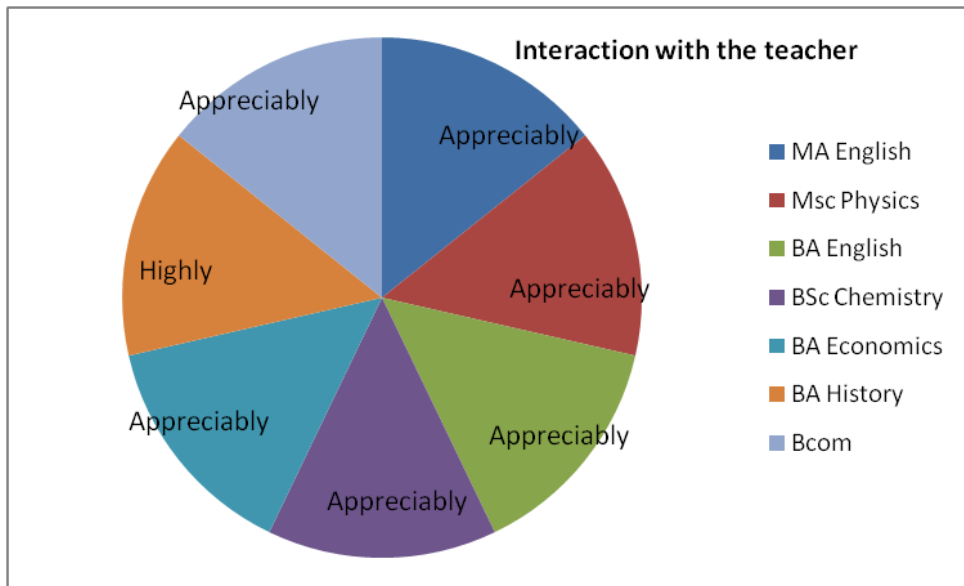 Interaction with the teacher
Appreciably
Appreciably
Appreciably
Appreciably
Appreciably
Highly
Appreciably
MA English
Msc Physics
BA English
BSc Chemistry
BA Economics
BA History
Bcom